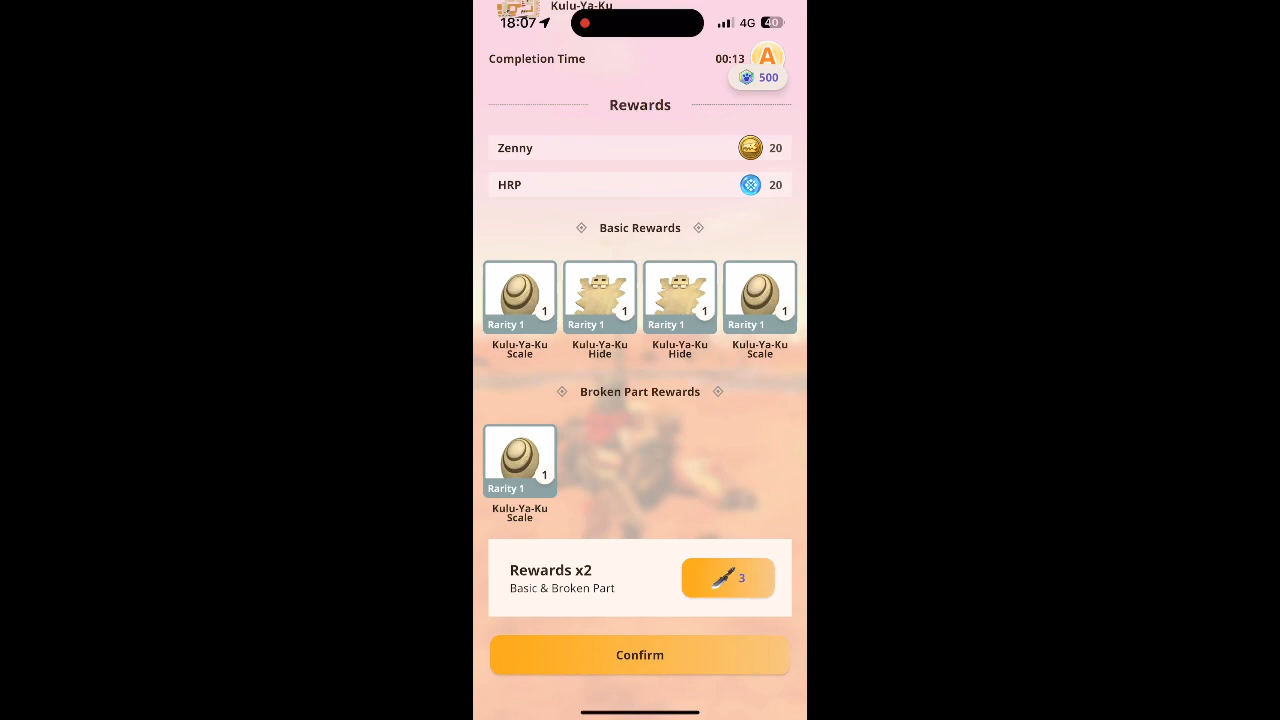 Kulu-Ya-Ku
18:07 4G 40
Completion Time 00:13 A
500
Rewards
Zenny 20
HRP 20
Basic Rewards
1 1 1 1
Rarity 1 Rarity 1 Rarity 1 Rarity 1
Kulu-Ya-Ku Kulu-Ya-Ku Kulu-Ya-Ku Kulu-Ya-Ku
Scale Hide Hide Scale
Broken Part Rewards
1
Rarity 1
Kulu-Ya-Ku
Scale
Rewards x2
3
Basic & Broken Part
Confirm